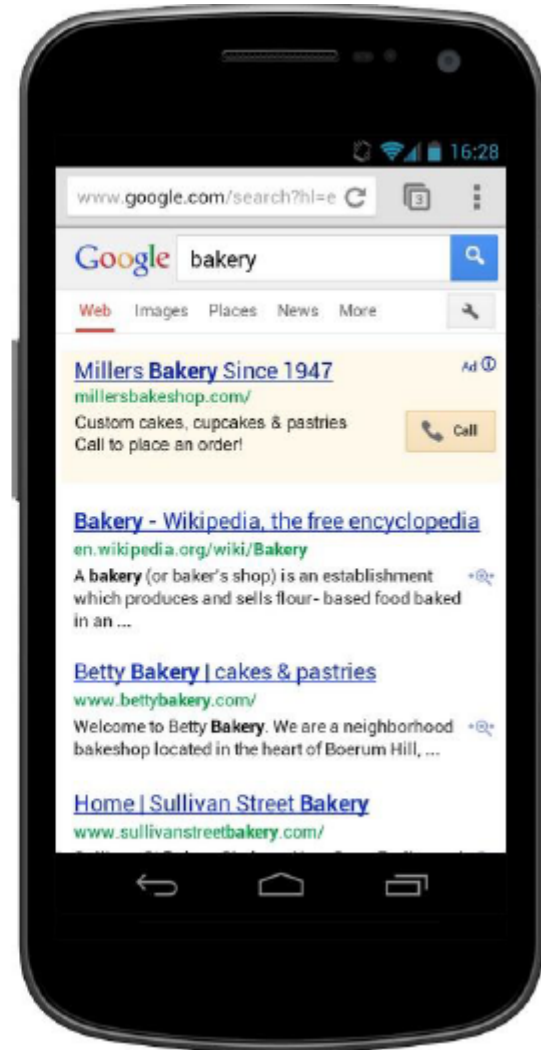 16:28
www.google.com/search?hl=e
3
Google bakery
Web Images Places News More
Millers Bakery Since 1947 Ad
millersbakeshop.com/
Custom cakes, cupcakes & pastries
Call to place an order!
Call
Bakery - Wikipedia, the free encyclopedia
en.wikipedia.org/wiki/Bakery
A bakery (or baker's shop) is an establishment
which produces and sells flour- based food baked
in an ...
Betty Bakery | cakes & pastries
www.bettybakery.com/
Welcome to Betty Bakery. We are a neighborhood
bakeshop located in the heart of Boerum Hill, ...
Home | Sullivan Street Bakery
www.sullivanstreetbakery.com/